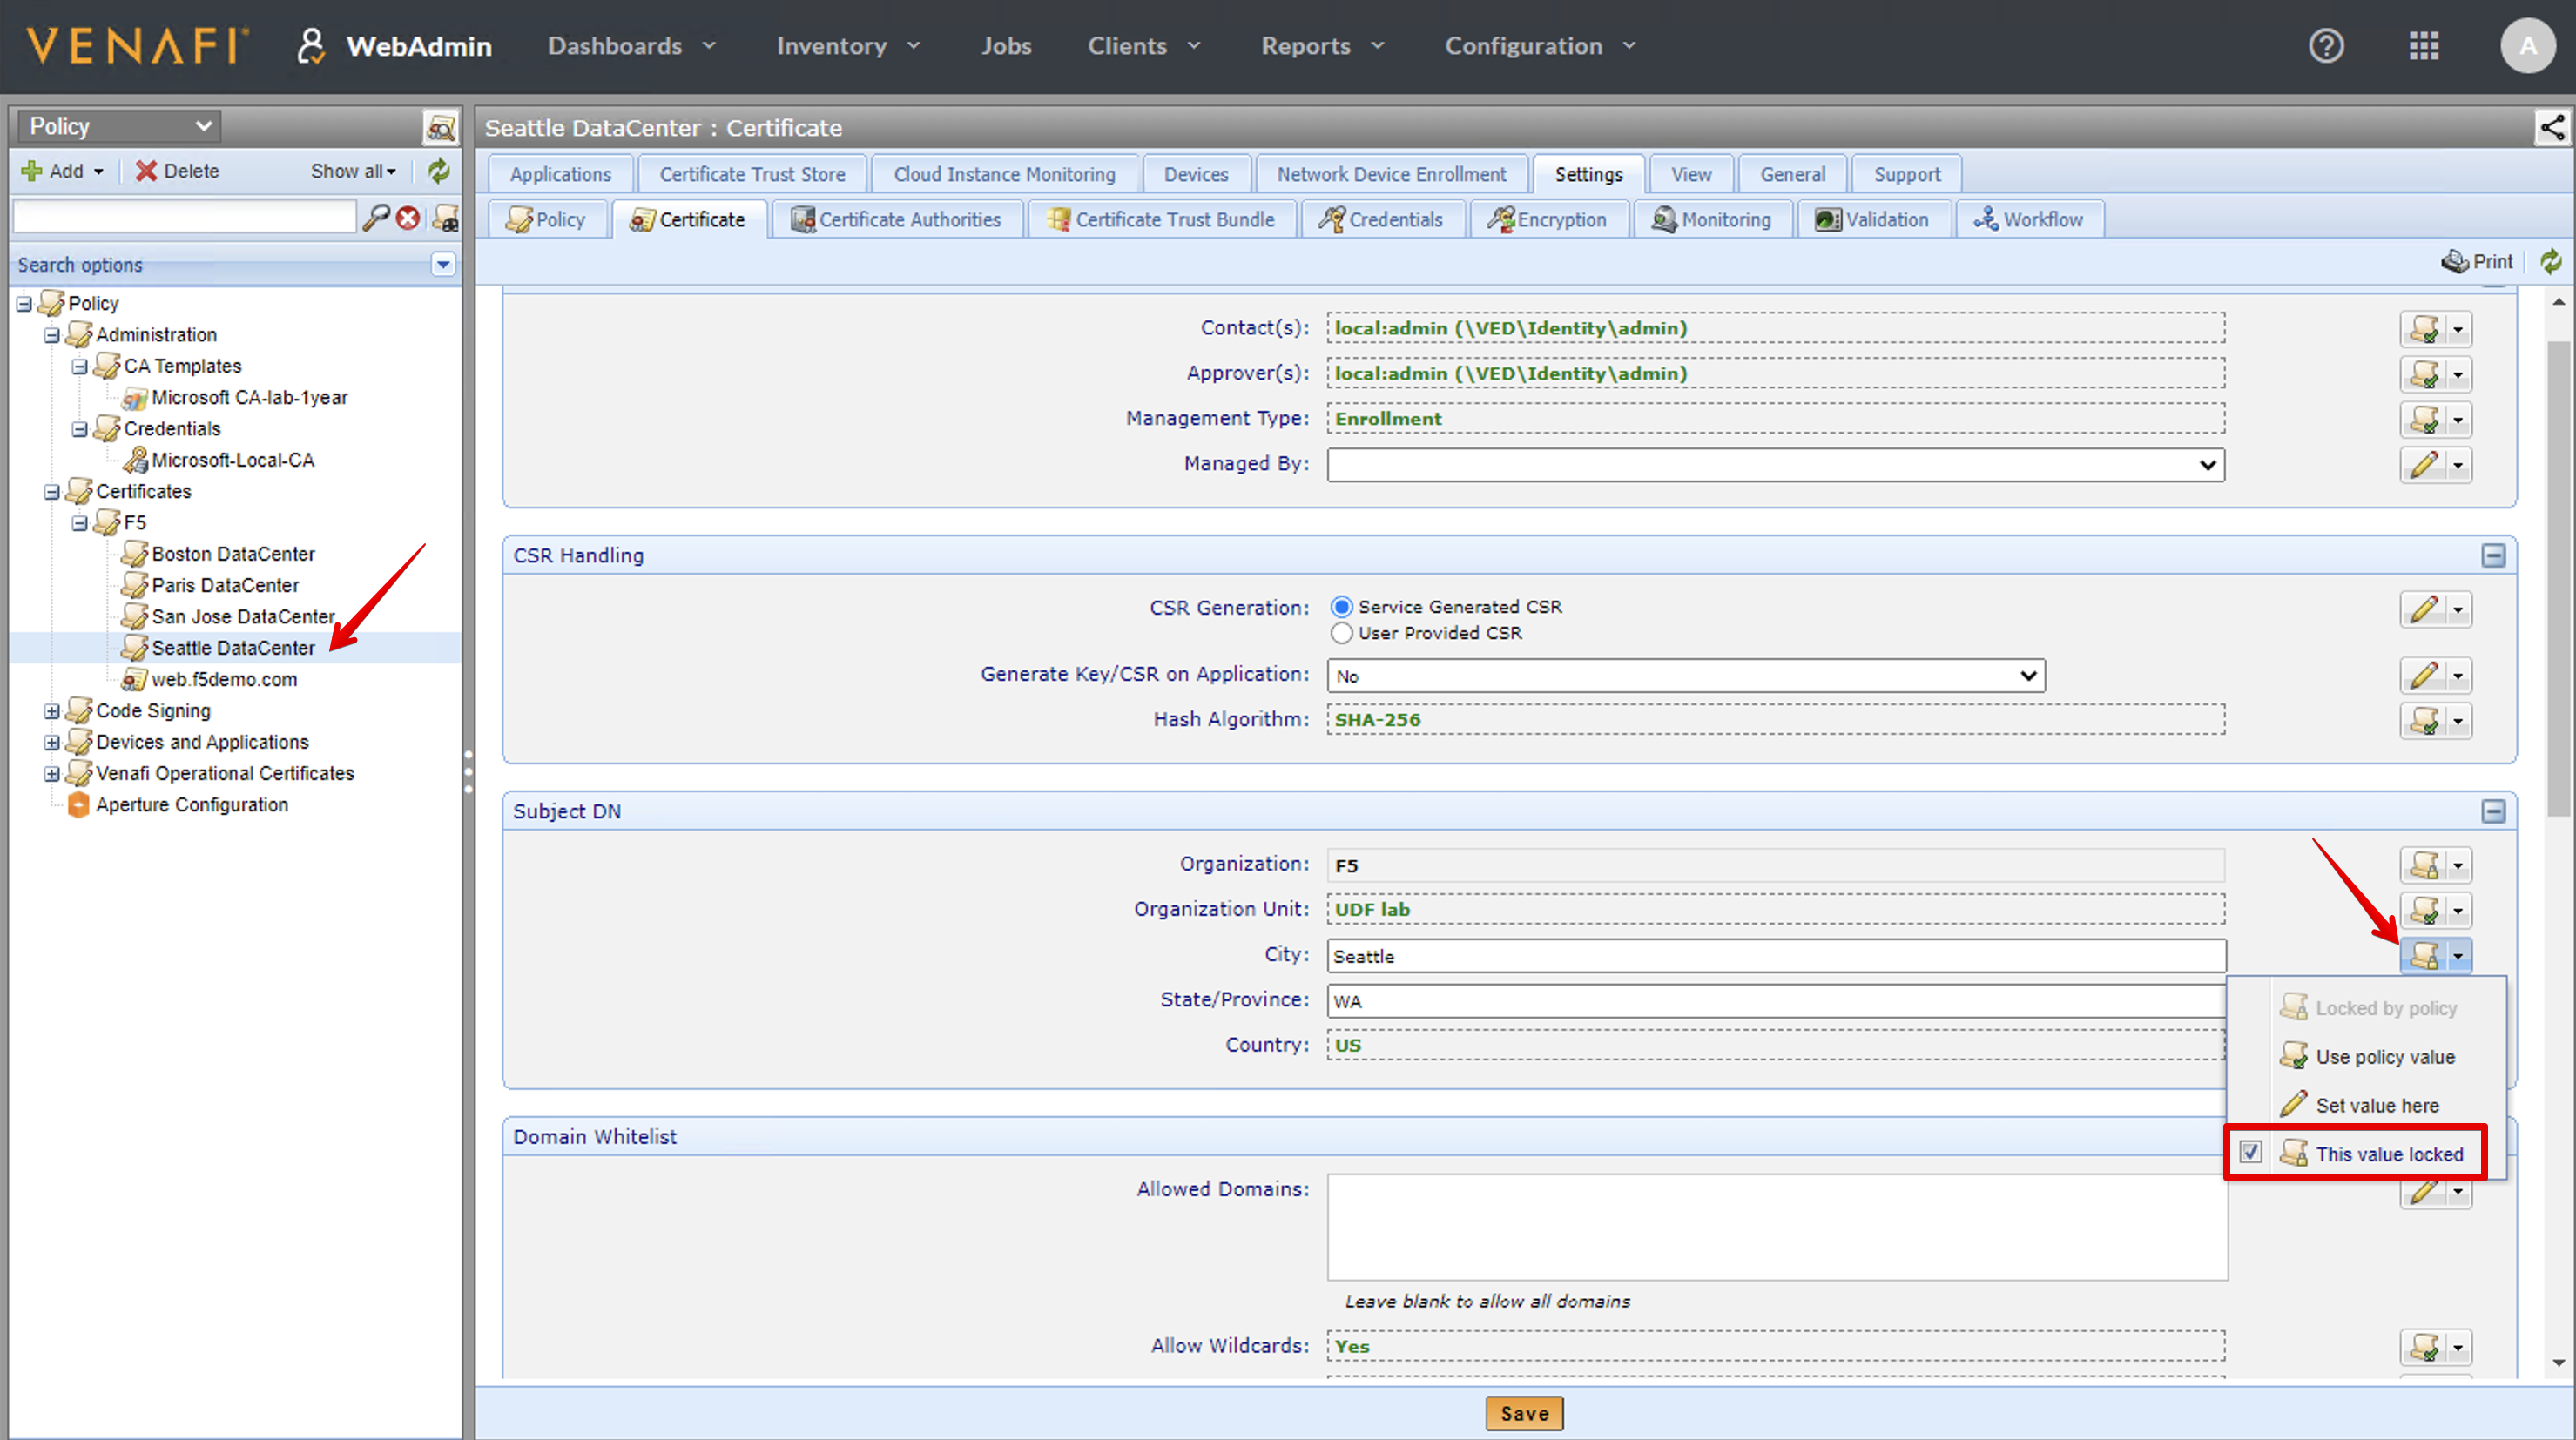 VENAFI WebAdmin Dashboards Inventory Jobs Clients Reports Configuration A
Policy
Add Delete Show all
Search options
Policy
Administration
CA Templates
Microsoft CA-lab-1year
Credentials
Microsoft-Local-CA
Certificates
F5
Boston DataCenter
Paris DataCenter
San Jose DataCenter
Seattle DataCenter
web.f5demo.com
Code Signing
Devices and Applications
Venafi Operational Certificates
Aperture Configuration
Seattle DataCenter : Certificate
Applications Certificate Trust Store Cloud Instance Monitoring Devices Network Device Enrollment Settings View General Support
Policy Certificate Certificate Authorities Certificate Trust Bundle Credentials Encryption Monitoring Validation Workflow
Print
Contact(s): local:admin (\VED\Identity\admin)
Approver(s): local:admin (\VED\Identity\admin)
Management Type: Enrollment
Managed By:
CSR Handling
CSR Generation: Service Generated CSR
User Provided CSR
Generate Key/CSR on Application: No
Hash Algorithm: SHA-256
Subject DN
Organization: F5
Organization Unit: UDF lab
City: Seattle
State/Province: WA
Country: US
Locked by policy
Use policy value
Set value here
This value locked
Domain Whitelist
Allowed Domains:
Leave blank to allow all domains
Allow Wildcards: Yes
Save